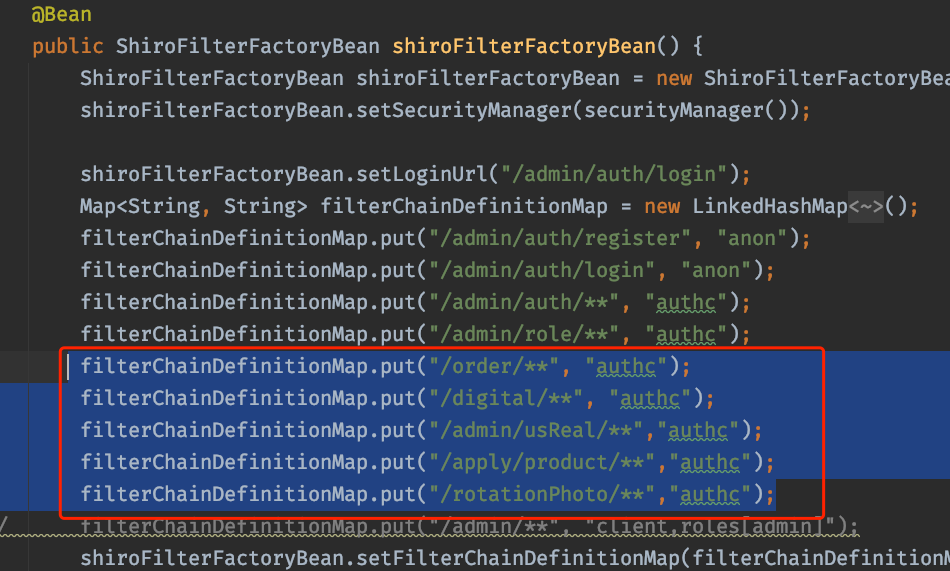 @Bean
public ShiroFilterFactoryBean shiroFilterFactoryBean() {
ShiroFilterFactoryBean shiroFilterFactoryBean = new ShiroFilterFactoryBea
shiroFilterFactoryBean.setSecurityManager(securityManager());
shiroFilterFactoryBean.setLoginUrl("/admin/auth/login");
Map<String, String> filterChainDefinitionMap = new LinkedHashMap<~>();
filterChainDefinitionMap.put("/admin/auth/register", "anon");
filterChainDefinitionMap.put("/admin/auth/login", "anon");
filterChainDefinitionMap.put("/admin/auth/**", "authc");
filterChainDefinitionMap.put("/admin/role/**", "authc");
filterChainDefinitionMap.put("/order/**", "authc");
filterChainDefinitionMap.put("/digital/**", "authc");
filterChainDefinitionMap.put("/admin/usReal/**","authc");
filterChainDefinitionMap.put("/apply/product/**","authc");
filterChainDefinitionMap.put("/rotationPhoto/**","authc");
/ filterChainDefinitionMap.put("/admin/**", "client,roles[admin]");
shiroFilterFactoryBean.setFilterChainDefinitionMap(filterChainDefinitionM